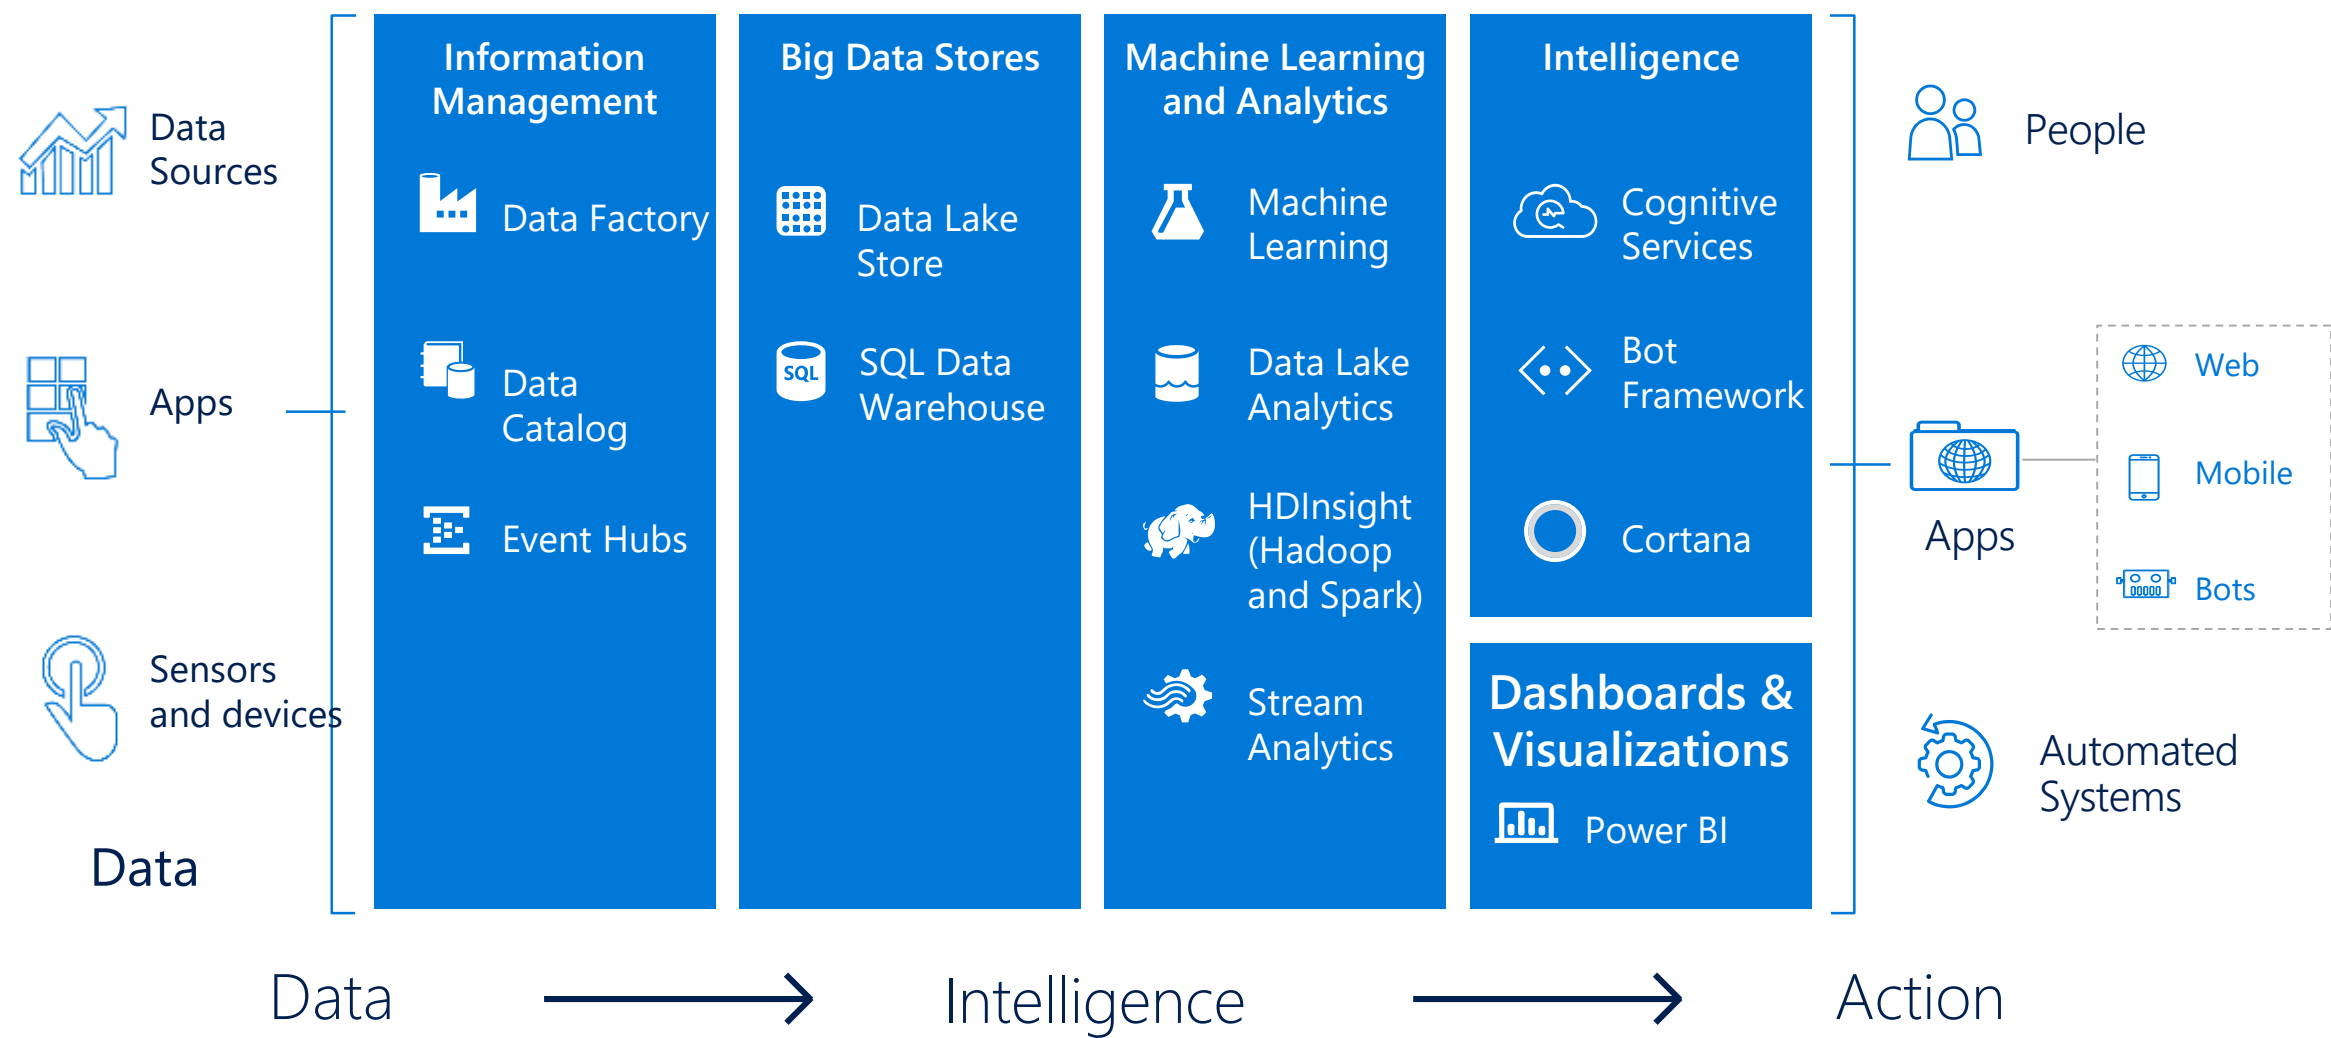 Data
Sources
Apps
Sensors
and devices
Data
Information
Management
Data Factory
Data
Catalog
Event Hubs
Big Data Stores
Data Lake
Store
SQL
SQL Data
Warehouse
Machine Learning
and Analytics
Machine
Learning
Data Lake
Analytics
HDInsight
(Hadoop
and Spark)
Stream
Analytics
Intelligence
Cognitive
Services
Bot
Framework
Cortana
Dashboards &
Visualizations
Power BI
People
Apps
Web
Mobile
Bots
Automated
Systems
Data
Intelligence
Action